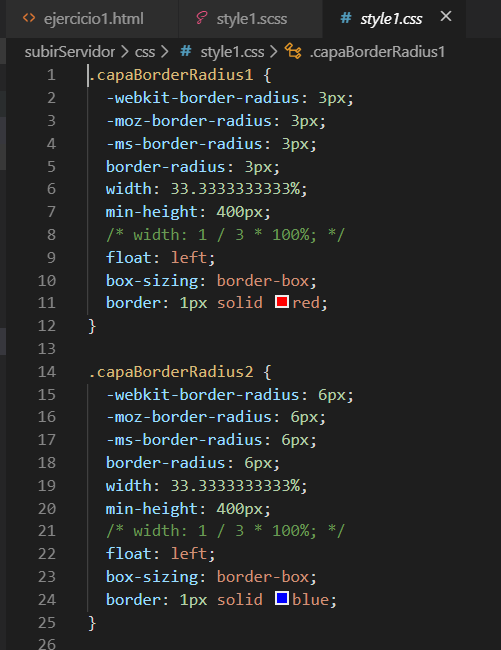 <> ejercicio1.html style1.scss # style1.css ×
subirServidor > css > # style1.css > .capaBorderRadius1
1 .capaBorderRadius1 {
2 -webkit-border-radius: 3px;
3 -moz-border-radius: 3px;
4 -ms-border-radius: 3px;
5 border-radius: 3px;
6 width: 33.3333333333%;
7 min-height: 400px;
8 /* width: 1 / 3 * 100%; */
9 float: left;
10 box-sizing: border-box;
11 border: 1px solid red;
12 }
13
14 .capaBorderRadius2 {
15 -webkit-border-radius: 6px;
16 -moz-border-radius: 6px;
17 -ms-border-radius: 6px;
18 border-radius: 6px;
19 width: 33.3333333333%;
20 min-height: 400px;
21 /* width: 1 / 3 * 100%; */
22 float: left;
23 box-sizing: border-box;
24 border: 1px solid blue;
25 }
26